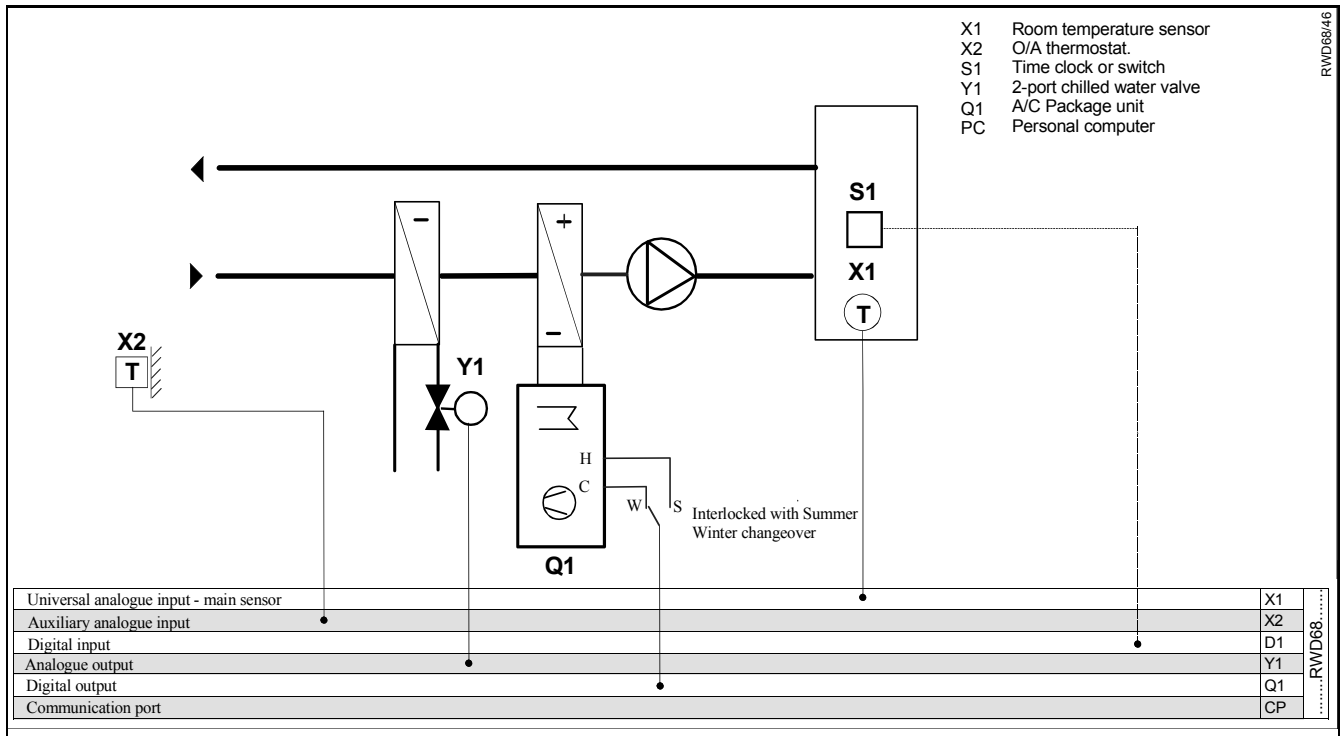 X1 Room temperature sensor
X2 O/A thermostat.
S1 Time clock or switch
Y1 2-port chilled water valve
Q1 A/C Package unit
PC Personal computer
RWD68/46
S1
X1
T
− +
−
X2
T
Y1
H
C
W S
Interlocked with Summer
Winter changeover
Q1
Universal analogue input - main sensor X1
Auxiliary analogue input X2
Digital input D1
Analogue output Y1
Digital output Q1
Communication port CP
........RWD68......